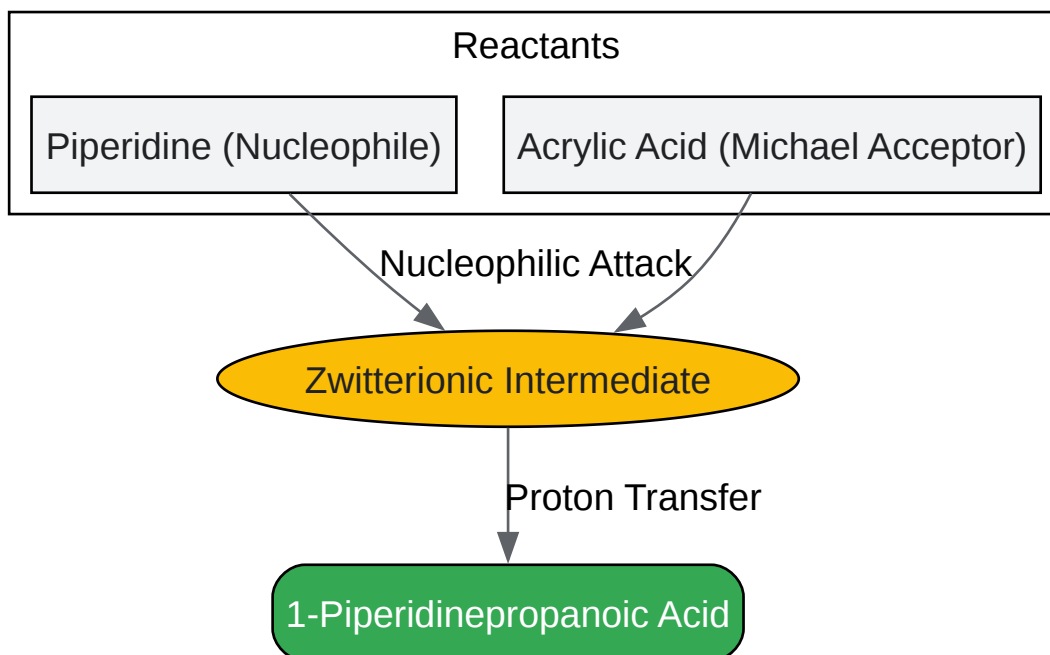 Reactants
Piperidine (Nucleophile)
Acrylic Acid (Michael Acceptor)
Nucleophilic Attack
Zwitterionic Intermediate
Proton Transfer
1-Piperidinepropanoic Acid